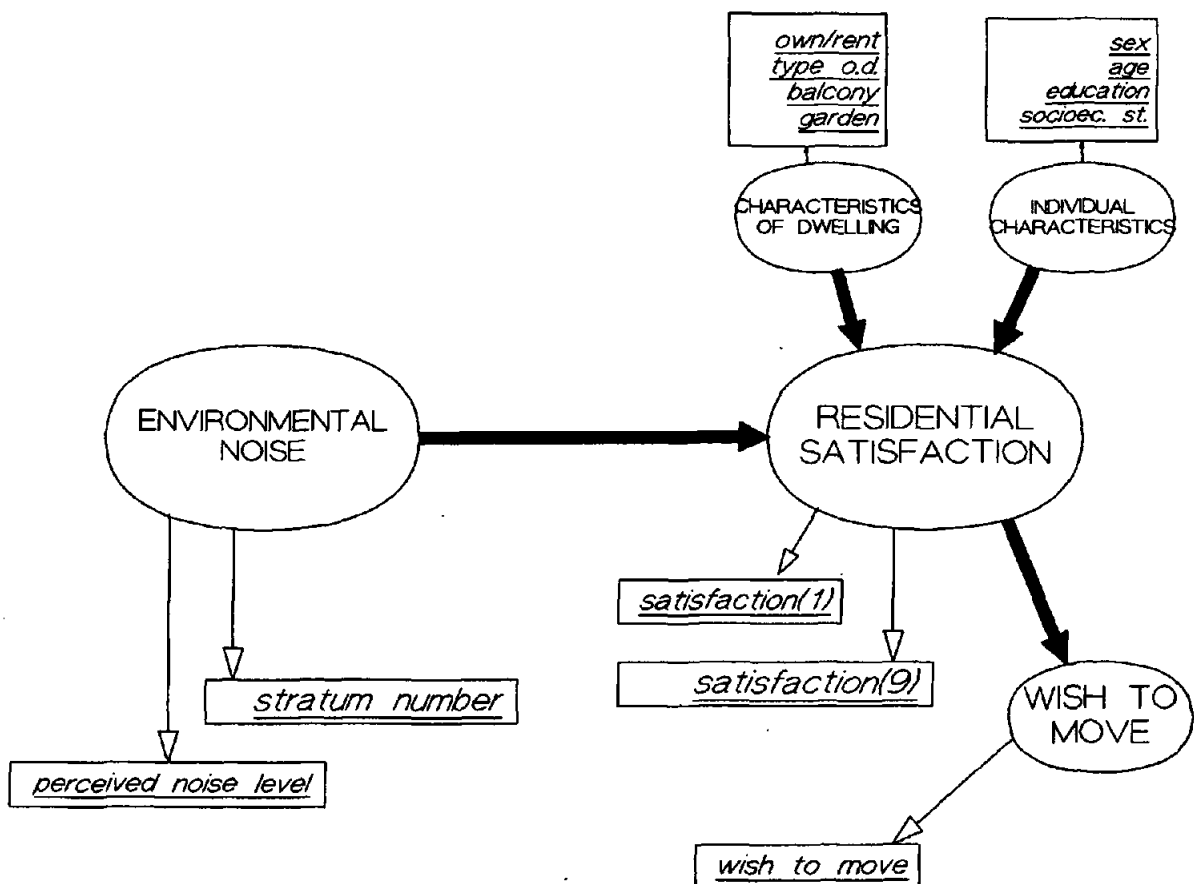 own/rent
type o.d.
balcony
garden
sex
age
education
socioec. st.
CHARACTERISTICS
OF DWELLING
INDIVIDUAL
CHARACTERISTICS
ENVIRONMENTAL
NOISE
RESIDENTIAL
SATISFACTION
satisfaction(1)
satisfaction(9)
stratum number
WISH TO
MOVE
perceived noise level
wish to move